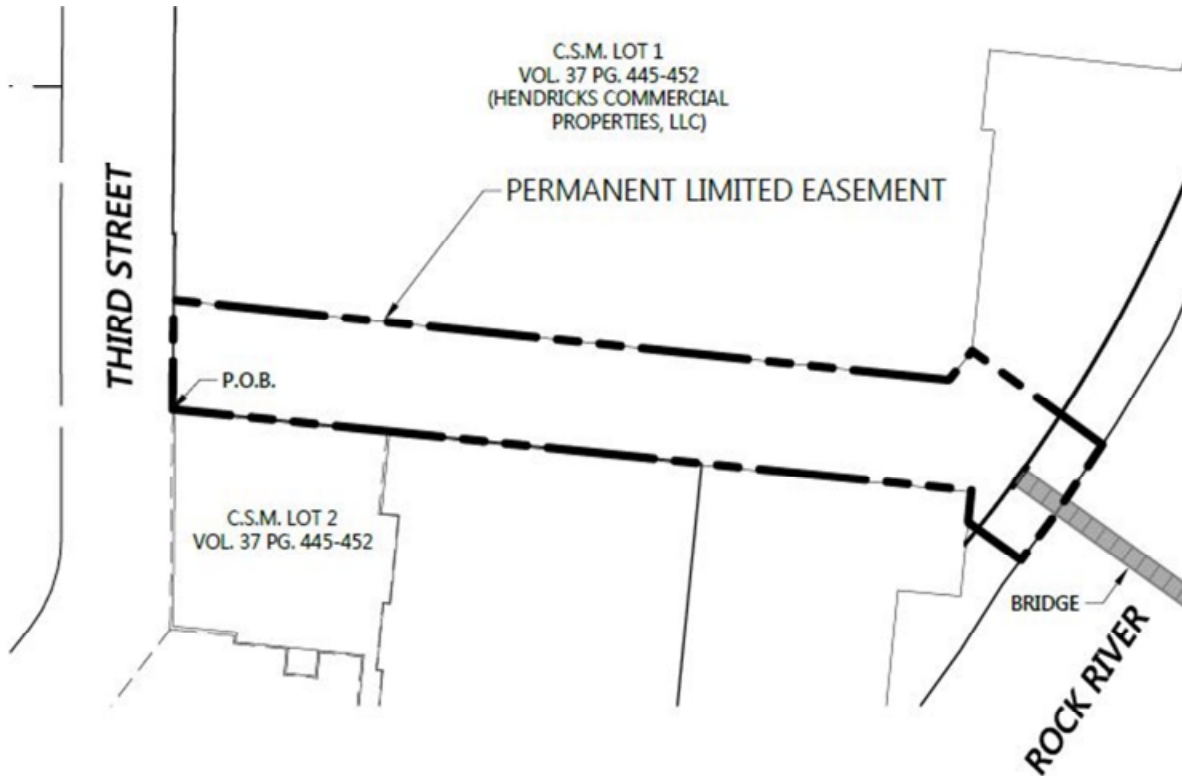 C.S.M. LOT 1
VOL. 37 PG. 445-452
(HENDRICKS COMMERCIAL
PROPERTIES, LLC)
PERMANENT LIMITED EASEMENT
THIRD STREET
P.O.B.
C.S.M. LOT 2
VOL. 37 PG. 445-452
BRIDGE
ROCK RIVER